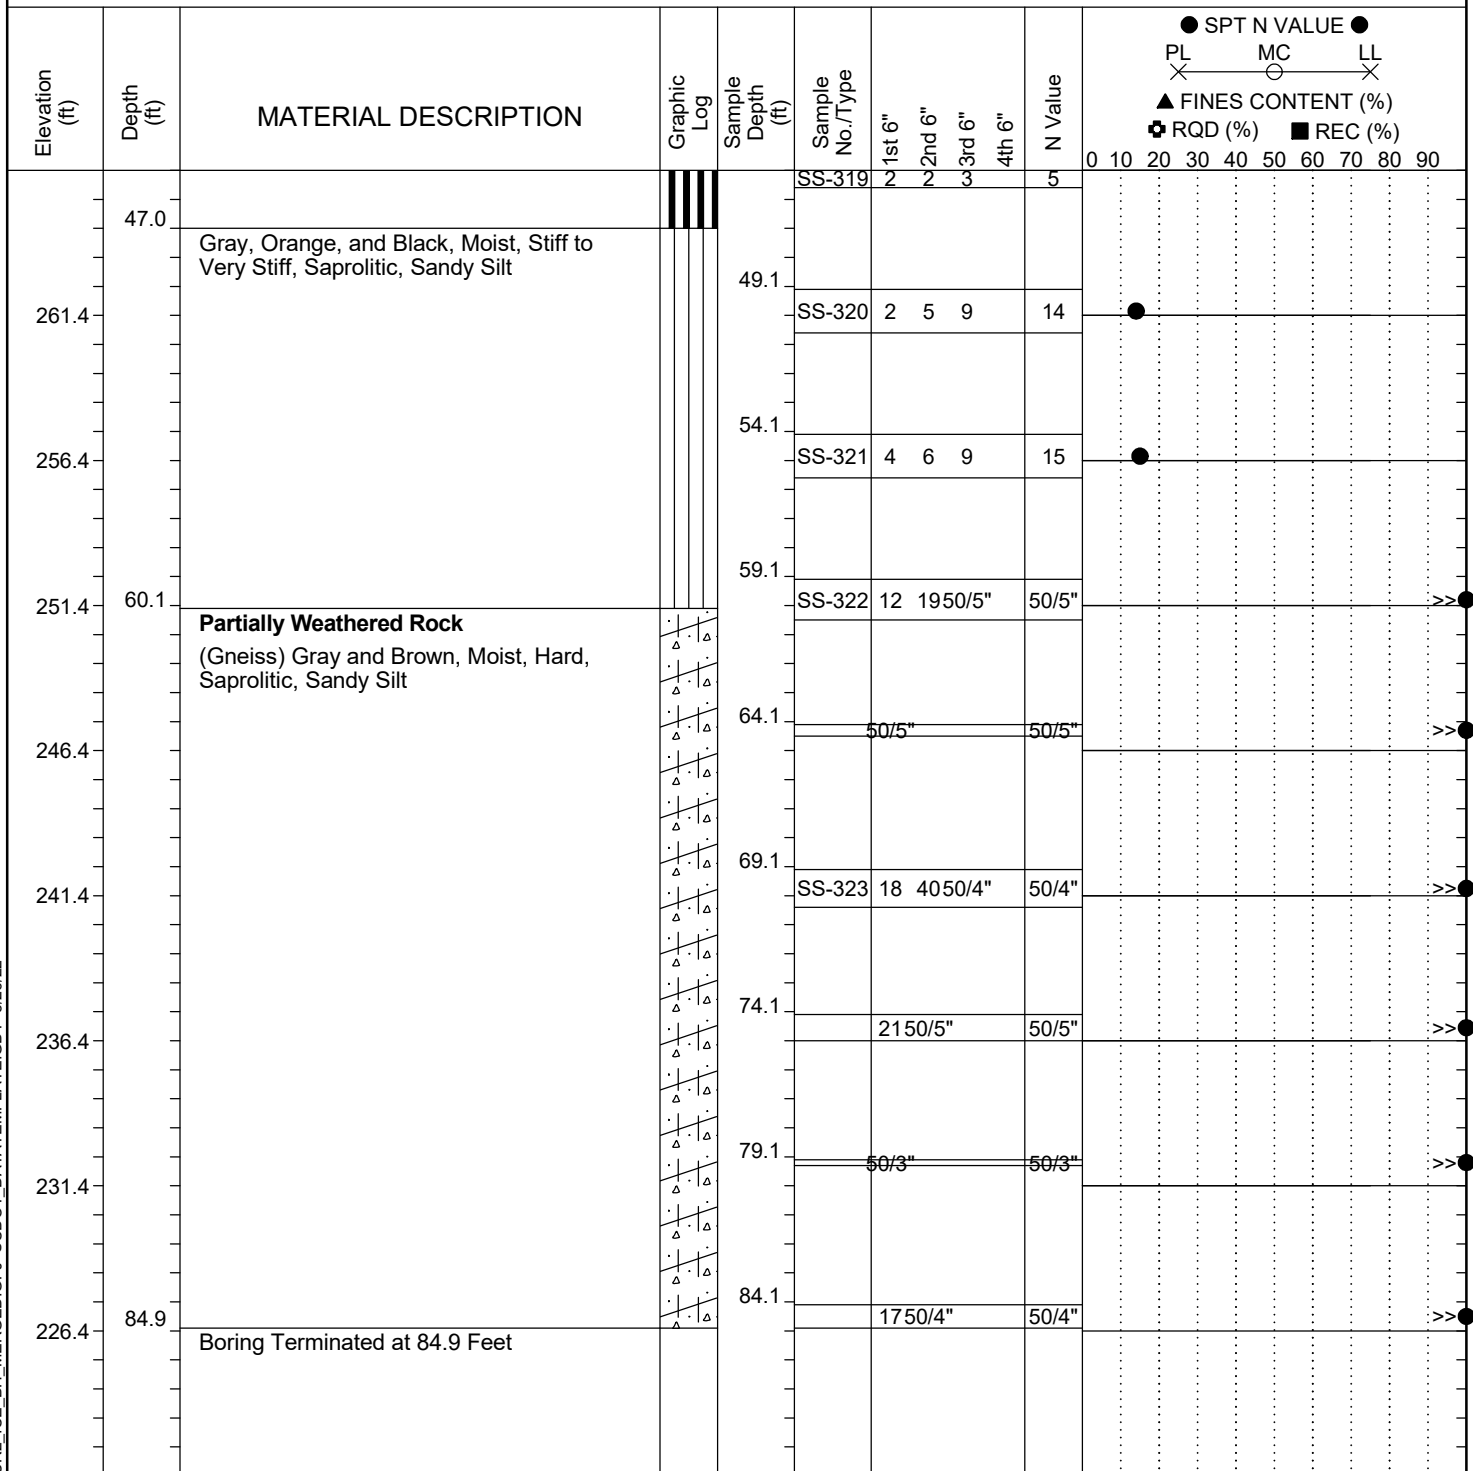 ● SPT N VALUE ●
PL MC LL
▲ FINES CONTENT (%)
RQD (%) ■ REC (%)
0 10 20 30 40 50 60 70 80 90
Elevation (ft)
Depth (ft)
MATERIAL DESCRIPTION
Graphic Log
Sample Depth (ft)
Sample No./Type
1st 6"
2nd 6"
3rd 6"
4th 6"
N Value
SS-319 2 2 3 5
47.0
Gray, Orange, and Black, Moist, Stiff to
Very Stiff, Saprolitic, Sandy Silt
49.1
261.4 SS-320 2 5 9 14
54.1
256.4 SS-321 4 6 9 15
59.1
251.4 60.1 SS-322 12 19 50/5" 50/5" >>
Partially Weathered Rock
(Gneiss) Gray and Brown, Moist, Hard,
Saprolitic, Sandy Silt
64.1
50/5" 50/5" >>
246.4
69.1
241.4 SS-323 18 40 50/4" 50/4" >>
74.1
21 50/5" 50/5" >>
236.4
79.1
50/3" 50/3" >>
231.4
84.1
84.9 17 50/4" 50/4" >>
226.4
Boring Terminated at 84.9 Feet